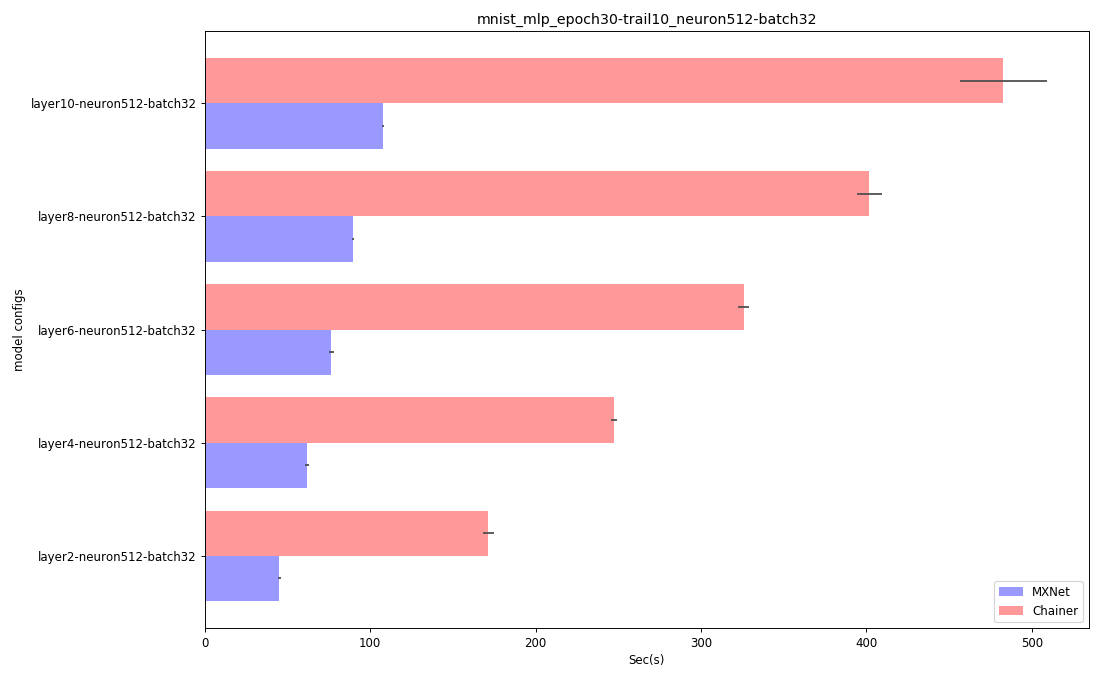 mnist_mlp_epoch30-trail10_neuron512-batch32
model configs
layer10-neuron512-batch32
layer8-neuron512-batch32
layer6-neuron512-batch32
layer4-neuron512-batch32
layer2-neuron512-batch32
MXNet
Chainer
0 100 200 300 400 500
Sec(s)